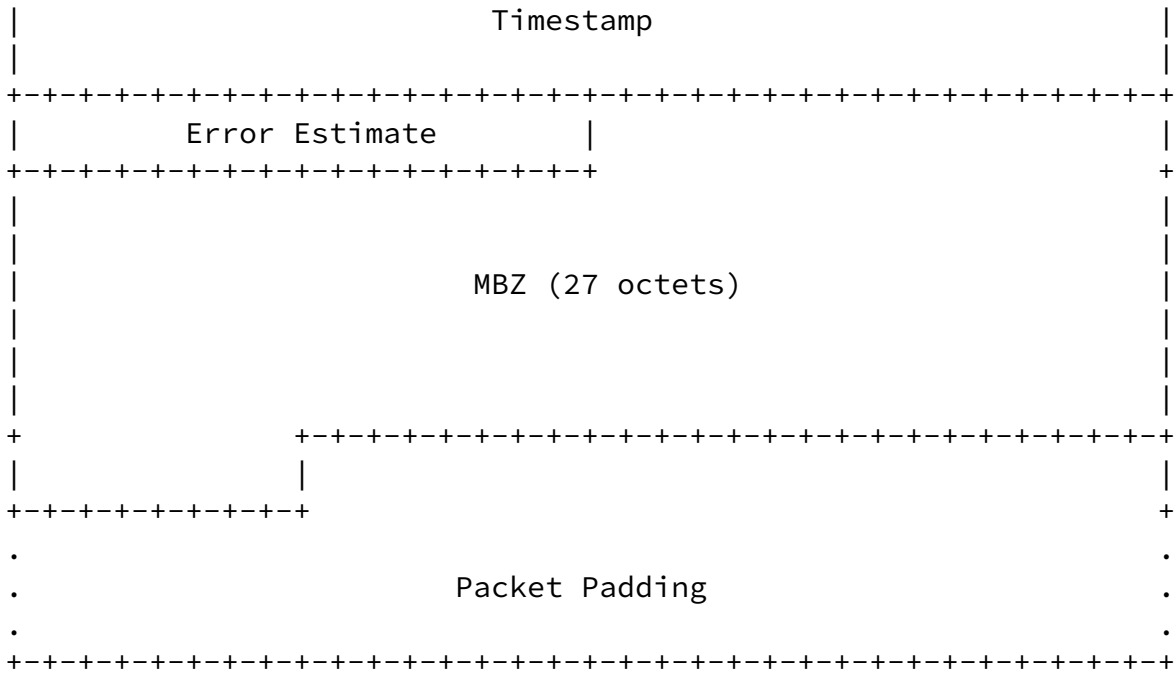 |                          Timestamp                            |
|                                                               |
+-+-+-+-+-+-+-+-+-+-+-+-+-+-+-+-+-+-+-+-+-+-+-+-+-+-+-+-+-+-+-+-+
|         Error Estimate        |                               |
+-+-+-+-+-+-+-+-+-+-+-+-+-+-+-+-+                               +
|                                                               |
|                                                               |
|                         MBZ (27 octets)                       |
|                                                               |
|                                                               |
|                                                               |
+               +-+-+-+-+-+-+-+-+-+-+-+-+-+-+-+-+-+-+-+-+-+-+-+-+
|               |                                               |
+-+-+-+-+-+-+-+-+                                               +
.                                                               .
.                        Packet Padding                         .
.                                                               .
+-+-+-+-+-+-+-+-+-+-+-+-+-+-+-+-+-+-+-+-+-+-+-+-+-+-+-+-+-+-+-+-+